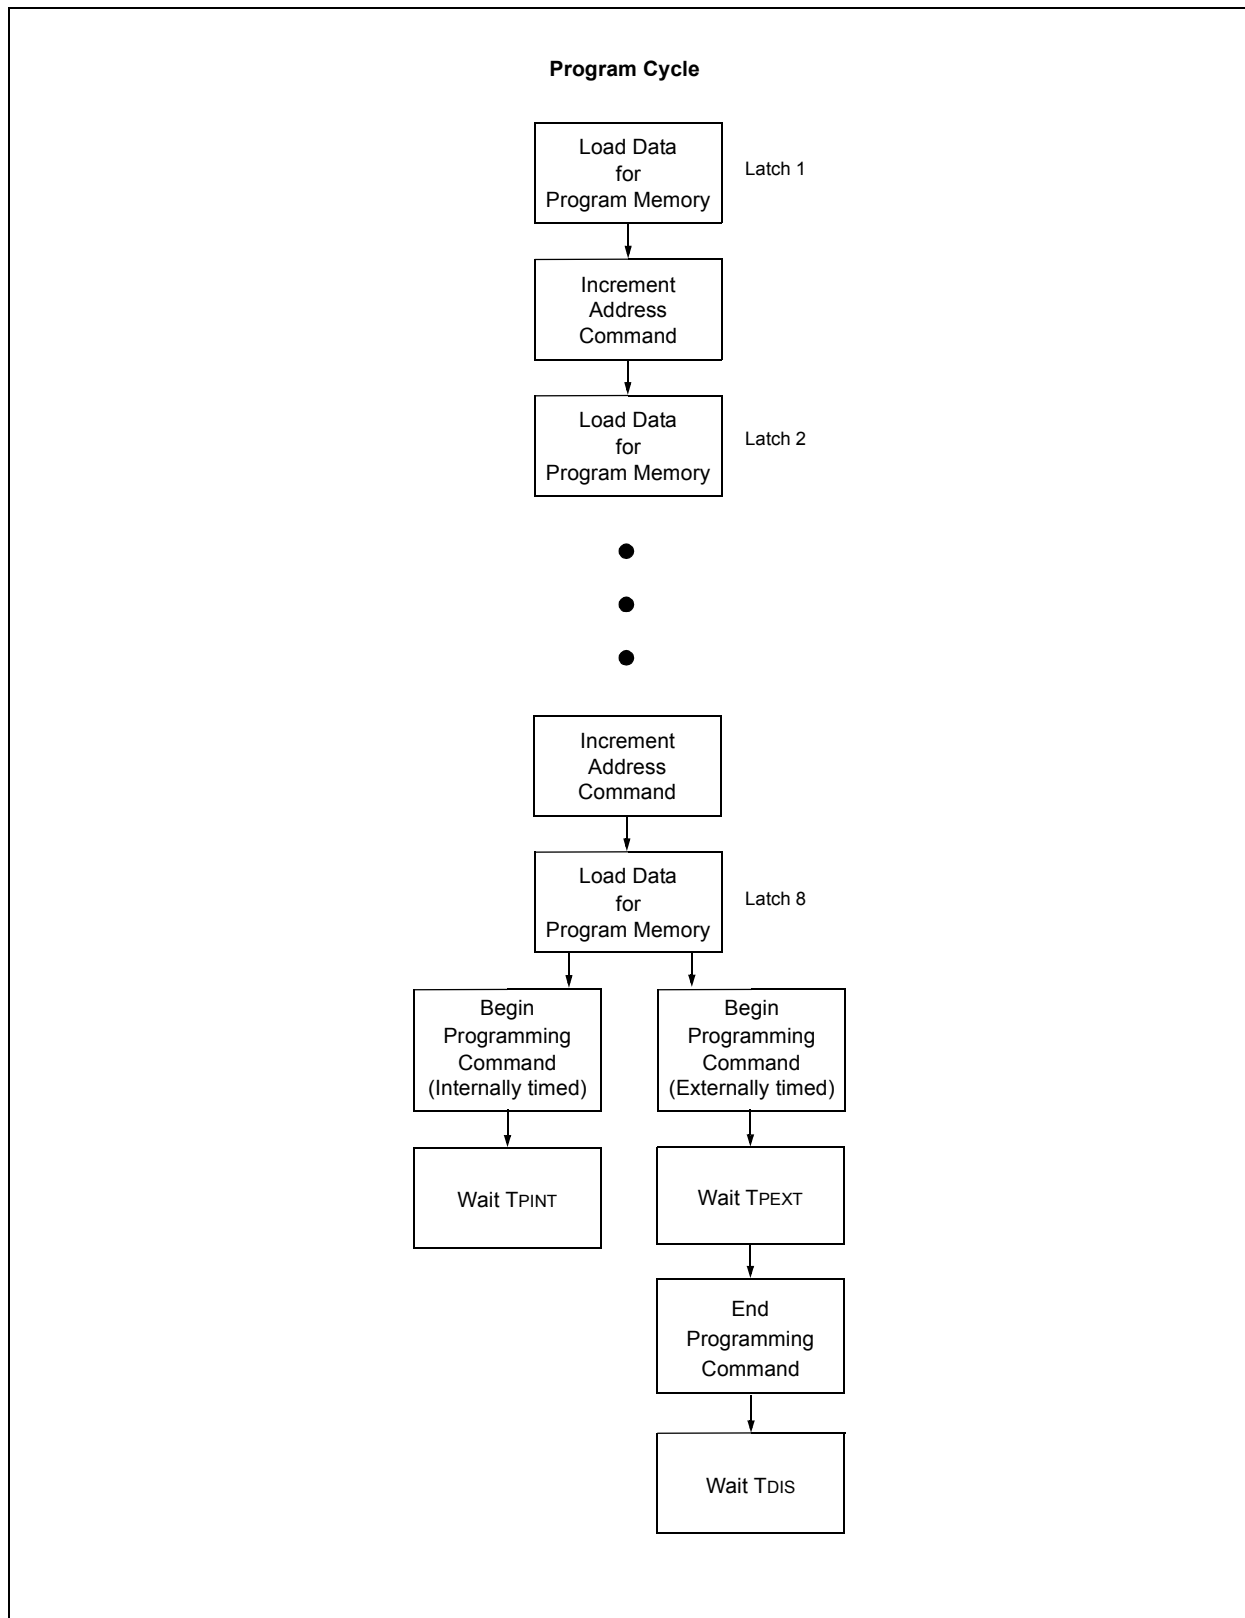 Program Cycle
Load Data
for
Program Memory
Latch 1
Increment
Address
Command
Load Data
for
Program Memory
Latch 2
Increment
Address
Command
Load Data
for
Program Memory
Latch 8
Begin
Programming
Command
(Internally timed)
Begin
Programming
Command
(Externally timed)
Wait TPINT
Wait TPEXT
End
Programming
Command
Wait TDIS